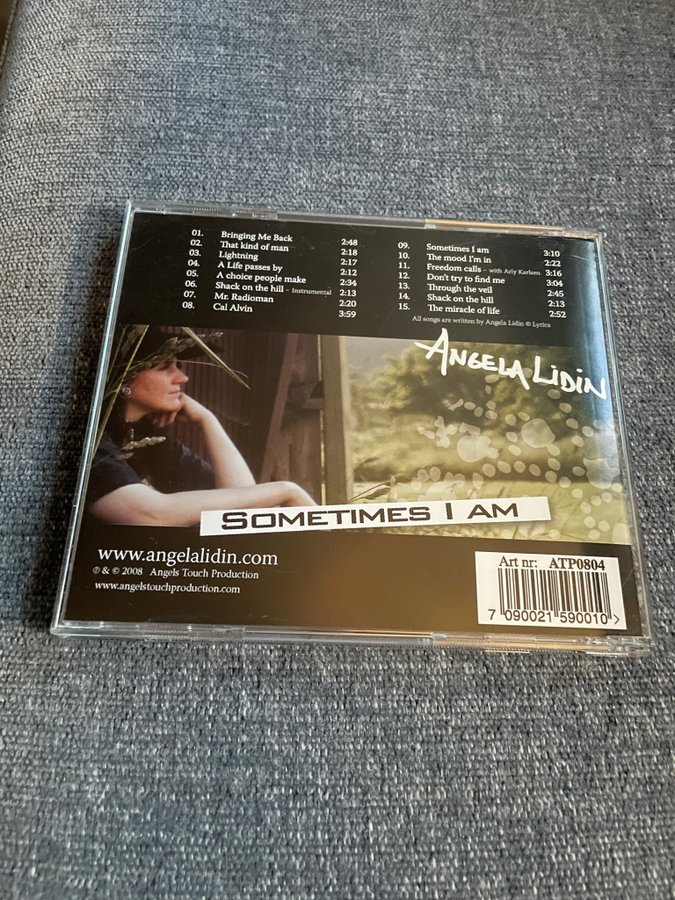 01. Bringing Me Back 2:48
02. That kind of man 2:18
03. Lightning 2:17
04. A Life passes by 2:12
05. A choice people make 2:34
06. Shack on the hill - Instrumental 2:13
07. Mr. Radioman 2:20
08. Cal Alvin 3:59
09. Sometimes I am 3:10
10. The mood I'm in 2:22
11. Freedom calls - with Arly Karlsen 3:16
12. Don't try to find me 3:04
13. Through the veil 2:45
14. Shack on the hill 2:13
15. The miracle of life 2:52
All songs are written by Angela Lidin © Lyrics
ANGELA LIDIN
SOMETIMES I AM
www.angelalidin.com
℗ & © 2008 Angels Touch Production
www.angelstouchproduction.com
Art nr: ATP0804
7 090021 590010 >